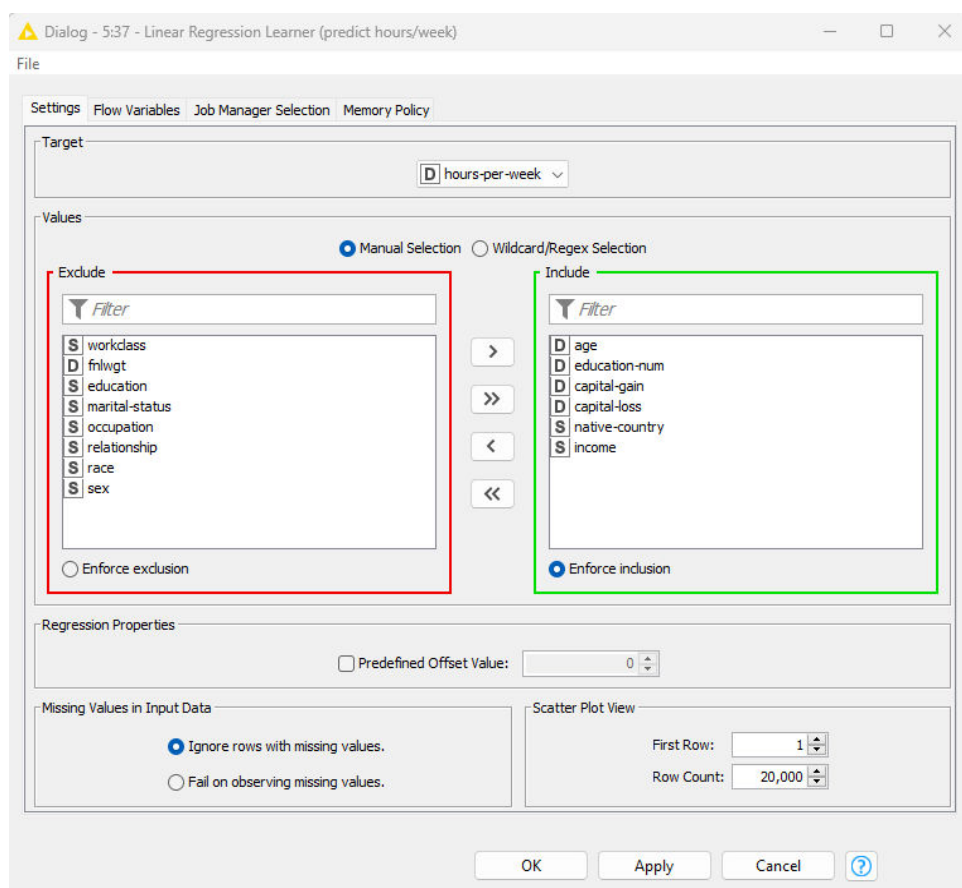 Dialog - 5:37 - Linear Regression Learner (predict hours/week)
File
Settings Flow Variables Job Manager Selection Memory Policy
Target
D hours-per-week
Values
Manual Selection Wildcard/Regex Selection
Exclude
Filter
S workclass
D fnlwgt
S education
S marital-status
S occupation
S relationship
S race
S sex
Enforce exclusion
>
>>
<
<<
Include
Filter
D age
D education-num
D capital-gain
D capital-loss
S native-country
S income
Enforce inclusion
Regression Properties
Predefined Offset Value: 0
Missing Values in Input Data
Ignore rows with missing values.
Fail on observing missing values.
Scatter Plot View
First Row: 1
Row Count: 20,000
OK Apply Cancel ?